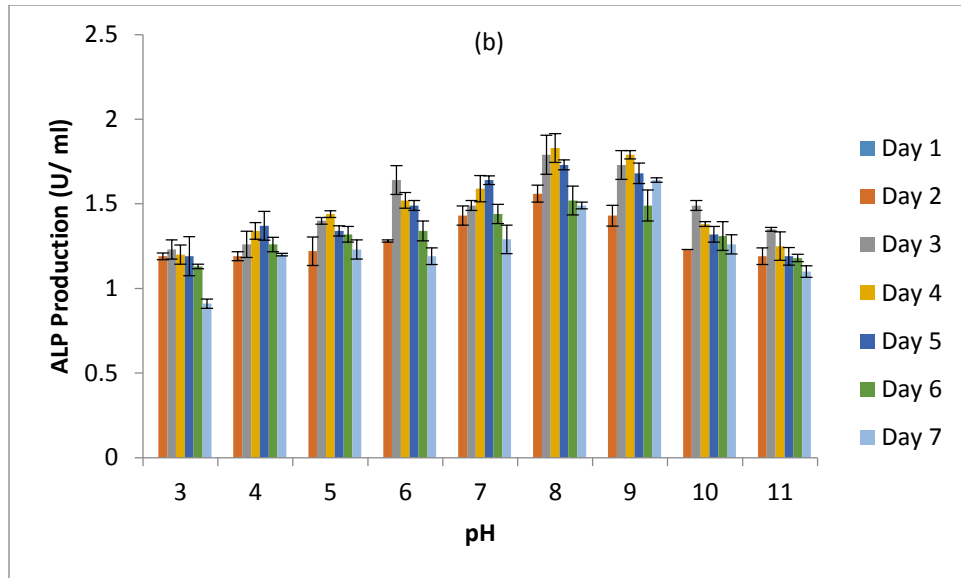 (b)
2.5
2
1.5
1
0.5
0
ALP Production (U/ ml)
3 4 5 6 7 8 9 10 11
pH
Day 1
Day 2
Day 3
Day 4
Day 5
Day 6
Day 7